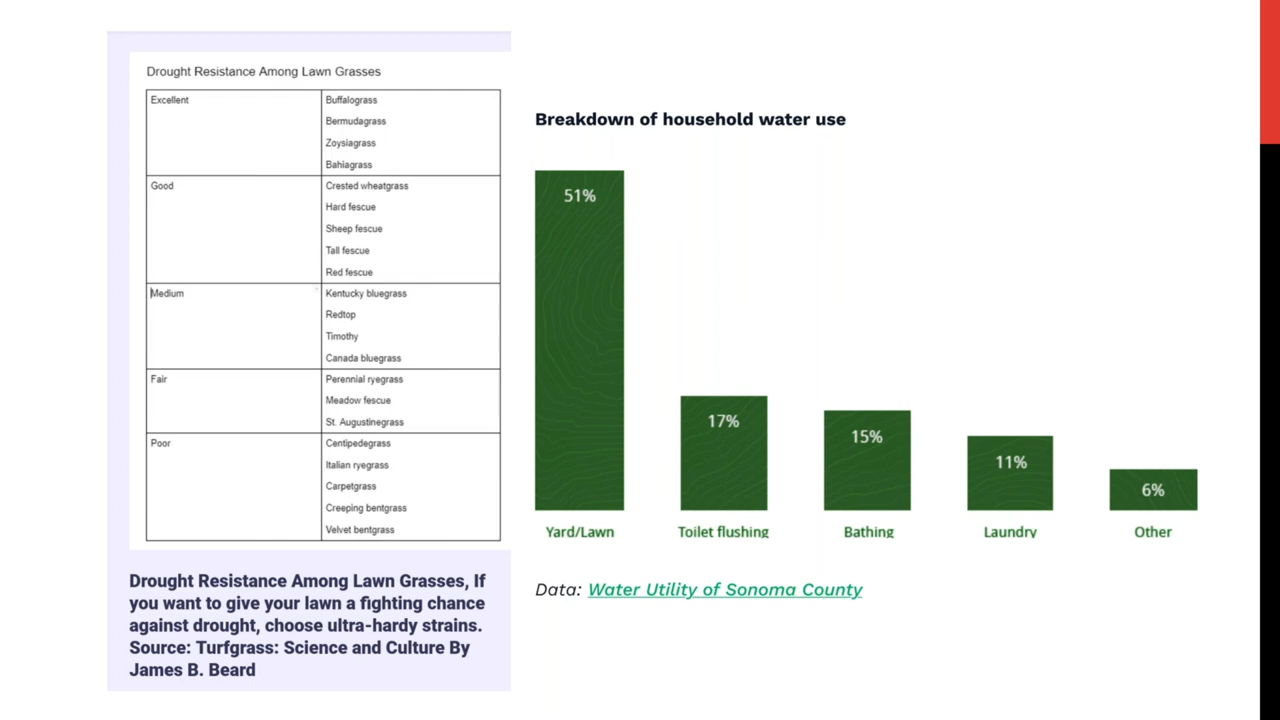 Drought Resistance Among Lawn Grasses
Excellent
Buffalograss
Bermudagrass
Zoysiagrass
Bahiagrass
Good
Crested wheatgrass
Hard fescue
Sheep fescue
Tall fescue
Red fescue
Medium
Kentucky bluegrass
Redtop
Timothy
Canada bluegrass
Fair
Perennial ryegrass
Meadow fescue
St. Augustinegrass
Poor
Centipedegrass
Italian ryegrass
Carpetgrass
Creeping bentgrass
Velvet bentgrass
Drought Resistance Among Lawn Grasses, If
you want to give your lawn a fighting chance
against drought, choose ultra-hardy strains.
Source: Turfgrass: Science and Culture By
James B. Beard
Breakdown of household water use
51%
17%
15%
11%
6%
Yard/Lawn
Toilet flushing
Bathing
Laundry
Other
Data: Water Utility of Sonoma County